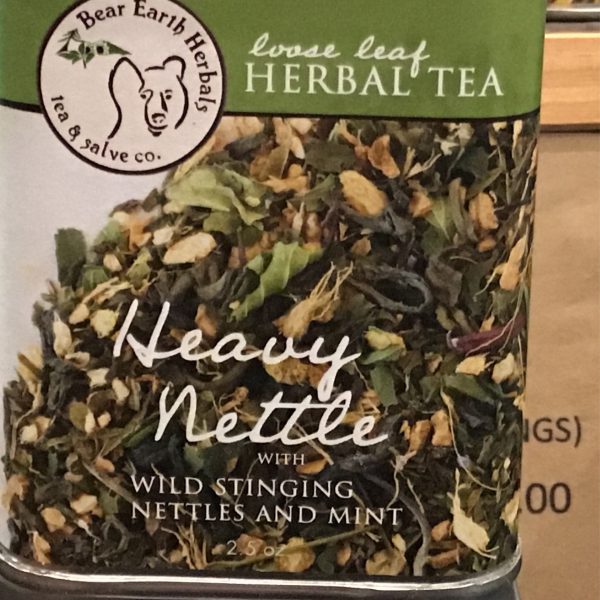 Bear Earth Herbals
tea & salve co.
loose leaf
HERBAL TEA
Heavy
Nettle
WITH
WILD STINGING
NETTLES AND MINT
2.5 oz
GS)
.00